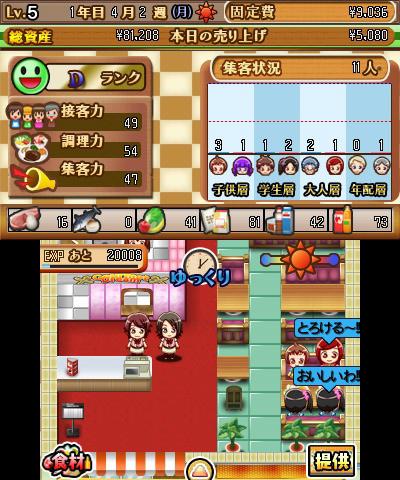 Lv.5 1年目4月2週(月) 固定費 ¥9,036
総資産 ¥81,208 本日の売り上げ ¥5,080
D ランク
集客状況 11人
接客力 49
調理力 54
集客力 47
3 1 1 2 2 1 0 1
子供層 学生層 大人層 年配層
16 0 41 81 42 73
EXP あと 20008
ゆっくり
とろける〜!
おいしいわ!
食材
提供